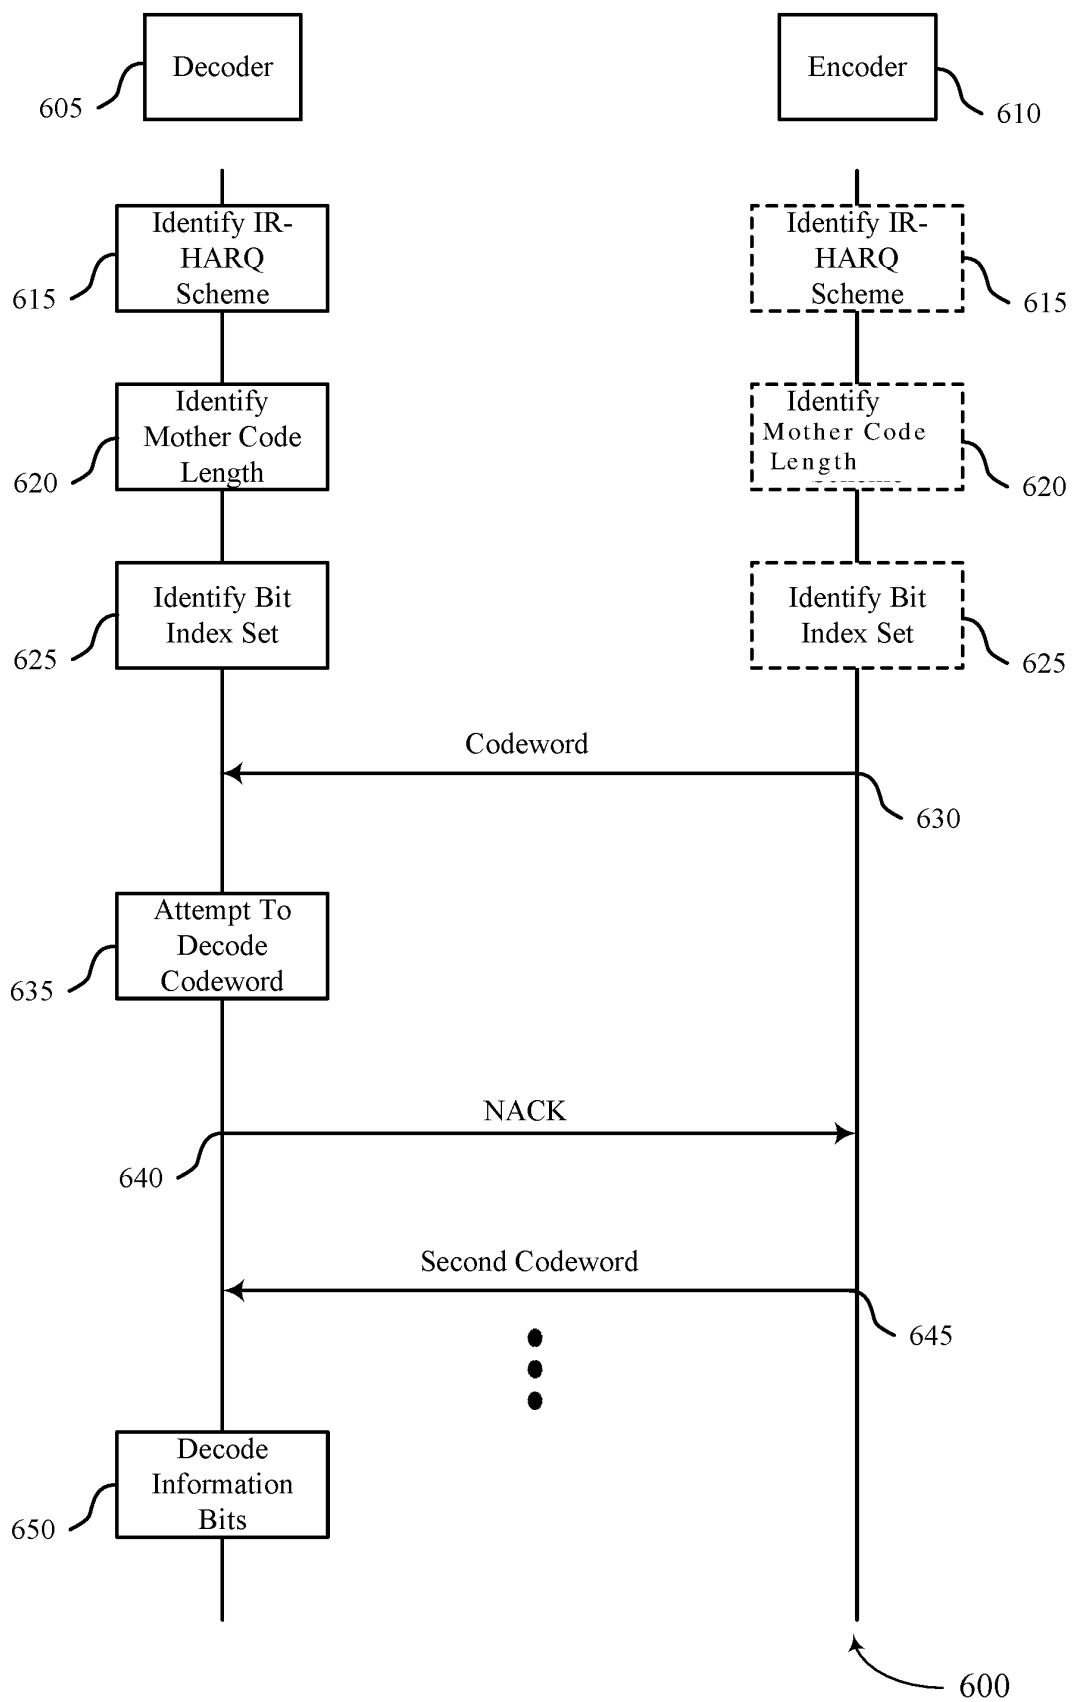 Decoder
Encoder
605
610
Identify IR-
HARQ
Scheme
615
Identify IR-
HARQ
Scheme
615
Identify
Mother Code
Length
620
Identify
Mother Code
Length
620
Identify Bit
Index Set
625
Identify Bit
Index Set
625
Codeword
630
Attempt To
Decode
Codeword
635
NACK
640
Second Codeword
645
Decode
Information
Bits
650
600